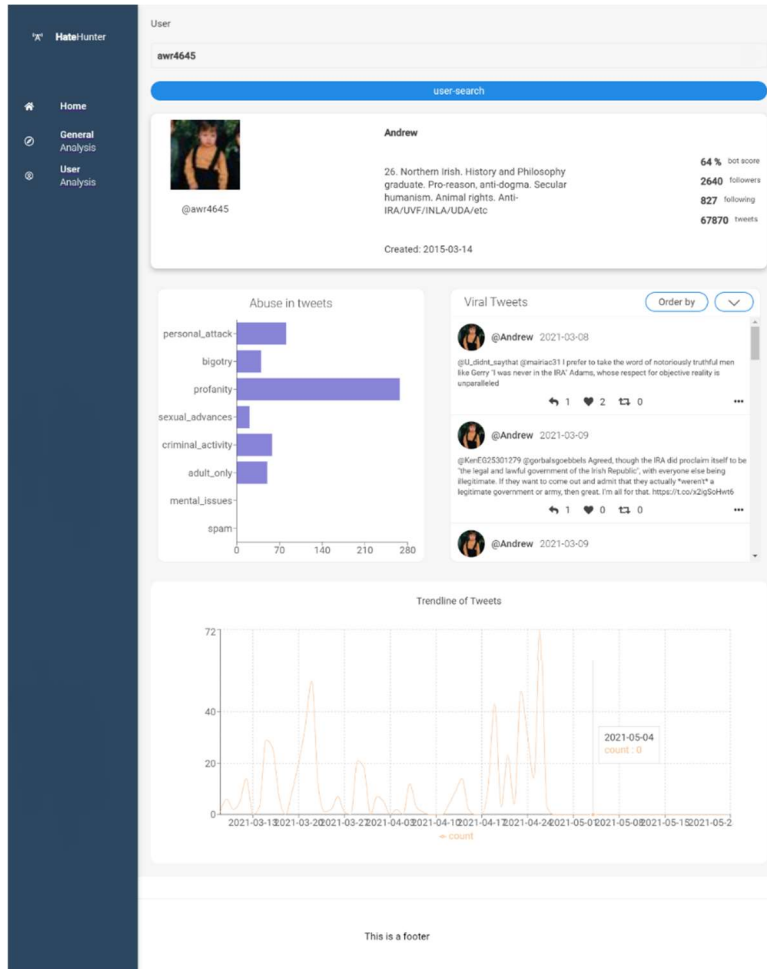 HateHunter
Home
General
Analysis
User
Analysis
User
awr4645
user-search
@awr4645
Andrew
26. Northern Irish. History and Philosophy
graduate. Pro-reason, anti-dogma. Secular
humanism. Animal rights. Anti-
IRA/UVF/INLA/UDA/etc
Created: 2015-03-14
64 % bot score
2640 followers
827 following
67870 tweets
Abuse in tweets
personal_attack
bigotry
profanity
sexual_advances
criminal_activity
adult_only
mental_issues
spam
0 70 140 210 280
Viral Tweets
Order by
@Andrew 2021-03-08
@U_didnt_saythat @mairiac31 I prefer to take the word of notoriously truthful men
like Gerry 'I was never in the IRA' Adams, whose respect for objective reality is
unparalleled
1 2 0
@Andrew 2021-03-09
@KenEG25301279 @gorbalsgoebbels Agreed, though the IRA did proclaim itself to be
"the legal and lawful government of the Irish Republic", with everyone else being
illegitimate. If they want to come out and admit that they actually *weren't* a
legitimate government or army, then great. I'm all for that. https://t.co/x2igSoHwt6
1 0 0
@Andrew 2021-03-09
Trendline of Tweets
72
40
20
0
2021-03-13 2021-03-20 2021-03-27 2021-04-03 2021-04-10 2021-04-17 2021-04-24 2021-05-01 2021-05-08 2021-05-15 2021-05-2
2021-05-04
count : 0
count
This is a footer